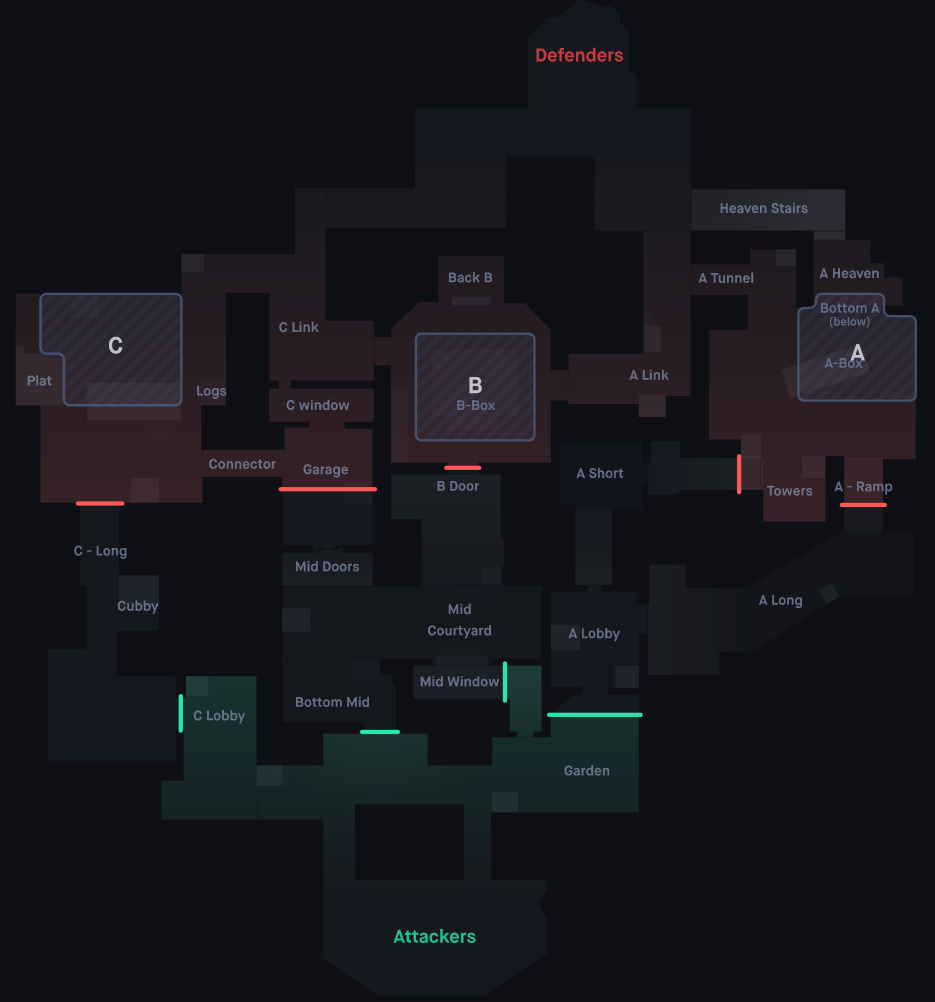 Defenders
Heaven Stairs
Back B
A Tunnel
A Heaven
Bottom A
(below)
C Link
C
A-Box
A
Plat
Logs
B
B-Box
A Link
C window
Connector
Garage
B Door
A Short
Towers
A - Ramp
C - Long
Mid Doors
Cubby
Mid
Courtyard
A Long
A Lobby
Mid Window
Bottom Mid
C Lobby
Garden
Attackers